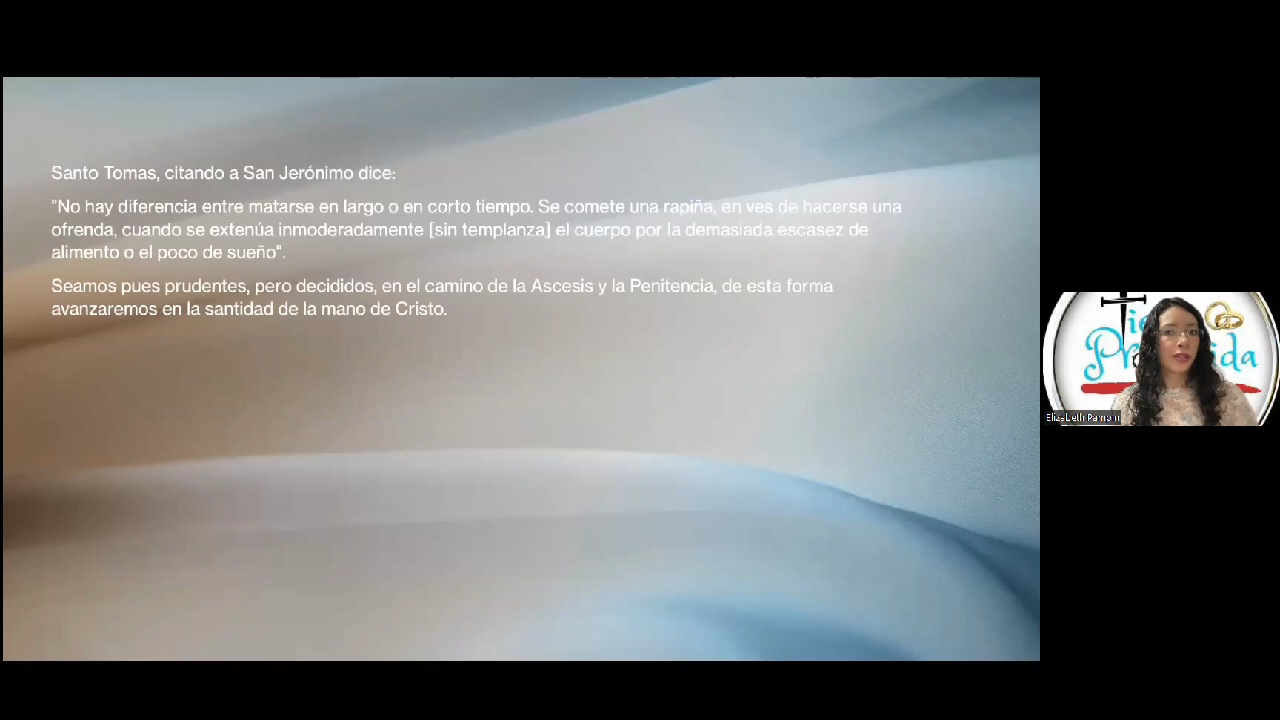 Santo Tomas, citando a San Jerónimo dice:
"No hay diferencia entre matarse en largo o en corto tiempo. Se comete una rapiña, en ves de hacerse una
ofrenda, cuando se extenúa inmoderadamente [sin templanza] el cuerpo por la demasiada escasez de
alimento o el poco de sueño".
Seamos pues prudentes, pero decididos, en el camino de la Ascesis y la Penitencia, de esta forma
avanzaremos en la santidad de la mano de Cristo.
Elizabeth